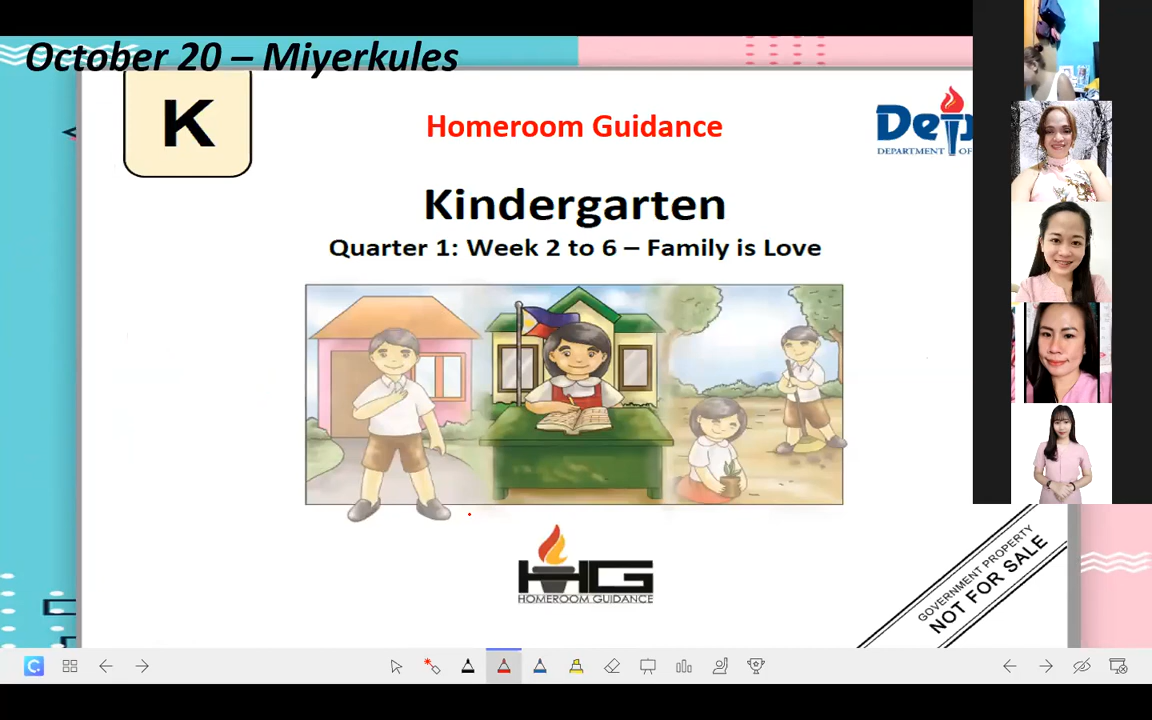 October 20 – Miyerkules
K
Homeroom Guidance
DEPARTMENT OF
Kindergarten
Quarter 1: Week 2 to 6 – Family is Love
HG
HOMEROOM GUIDANCE
GOVERNMENT PROPERTY
NOT FOR SALE